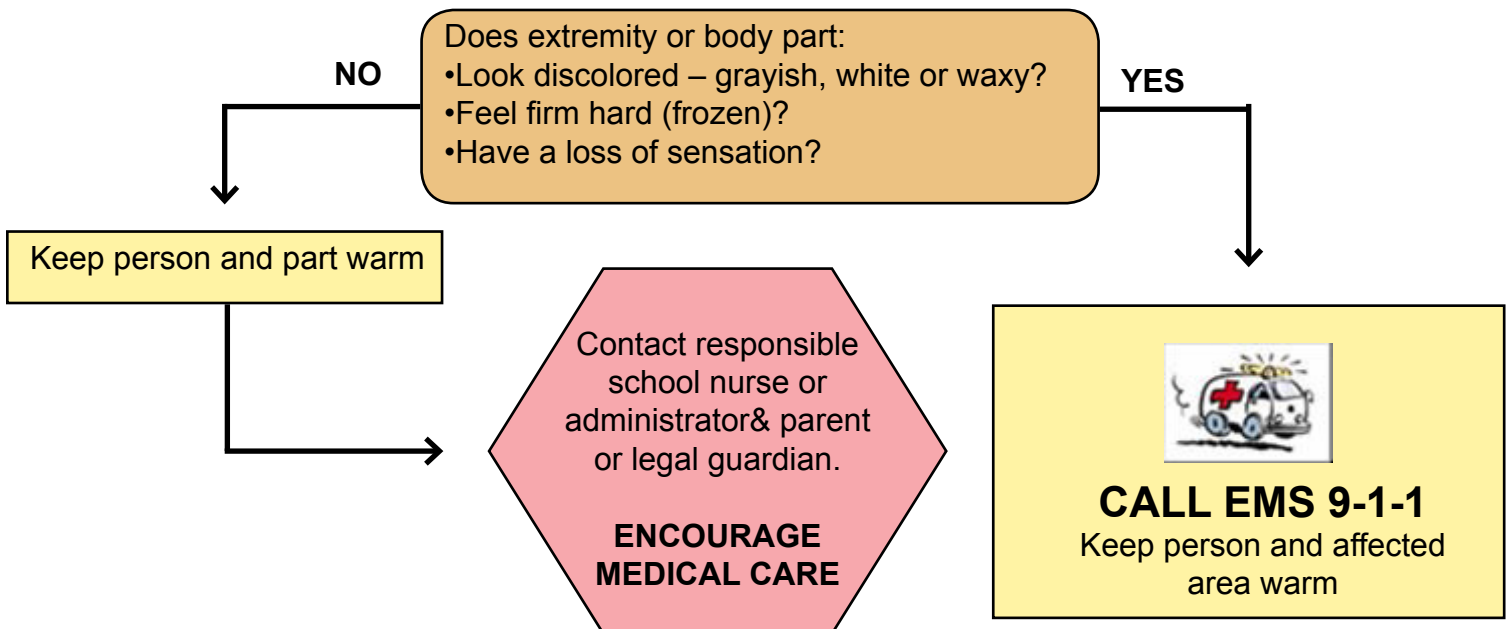 Does extremity or body part:
•Look discolored – grayish, white or waxy?
•Feel firm hard (frozen)?
•Have a loss of sensation?
NO
YES
Keep person and part warm
Contact responsible
school nurse or
administrator& parent
or legal guardian.
ENCOURAGE
MEDICAL CARE
CALL EMS 9-1-1
Keep person and affected
area warm